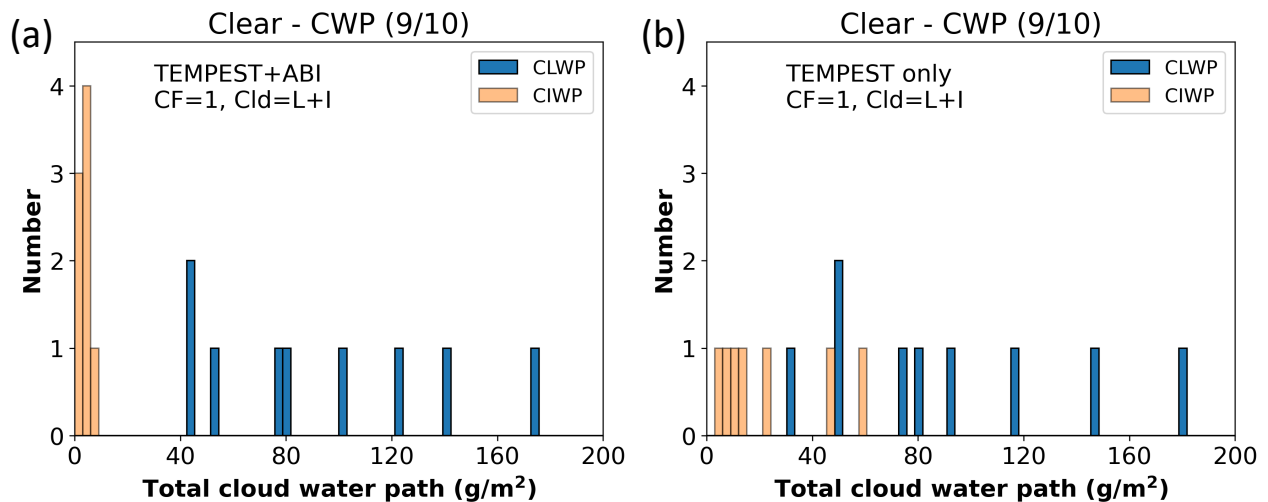 (a)
Clear - CWP (9/10)
TEMPEST+ABI
CF=1, Cld=L+I
CLWP
CIWP
4
3
2
1
0
Number
0 40 80 120 160 200
Total cloud water path (g/m²)
(b)
Clear - CWP (9/10)
TEMPEST only
CF=1, Cld=L+I
CLWP
CIWP
4
3
2
1
0
Number
0 40 80 120 160 200
Total cloud water path (g/m²)